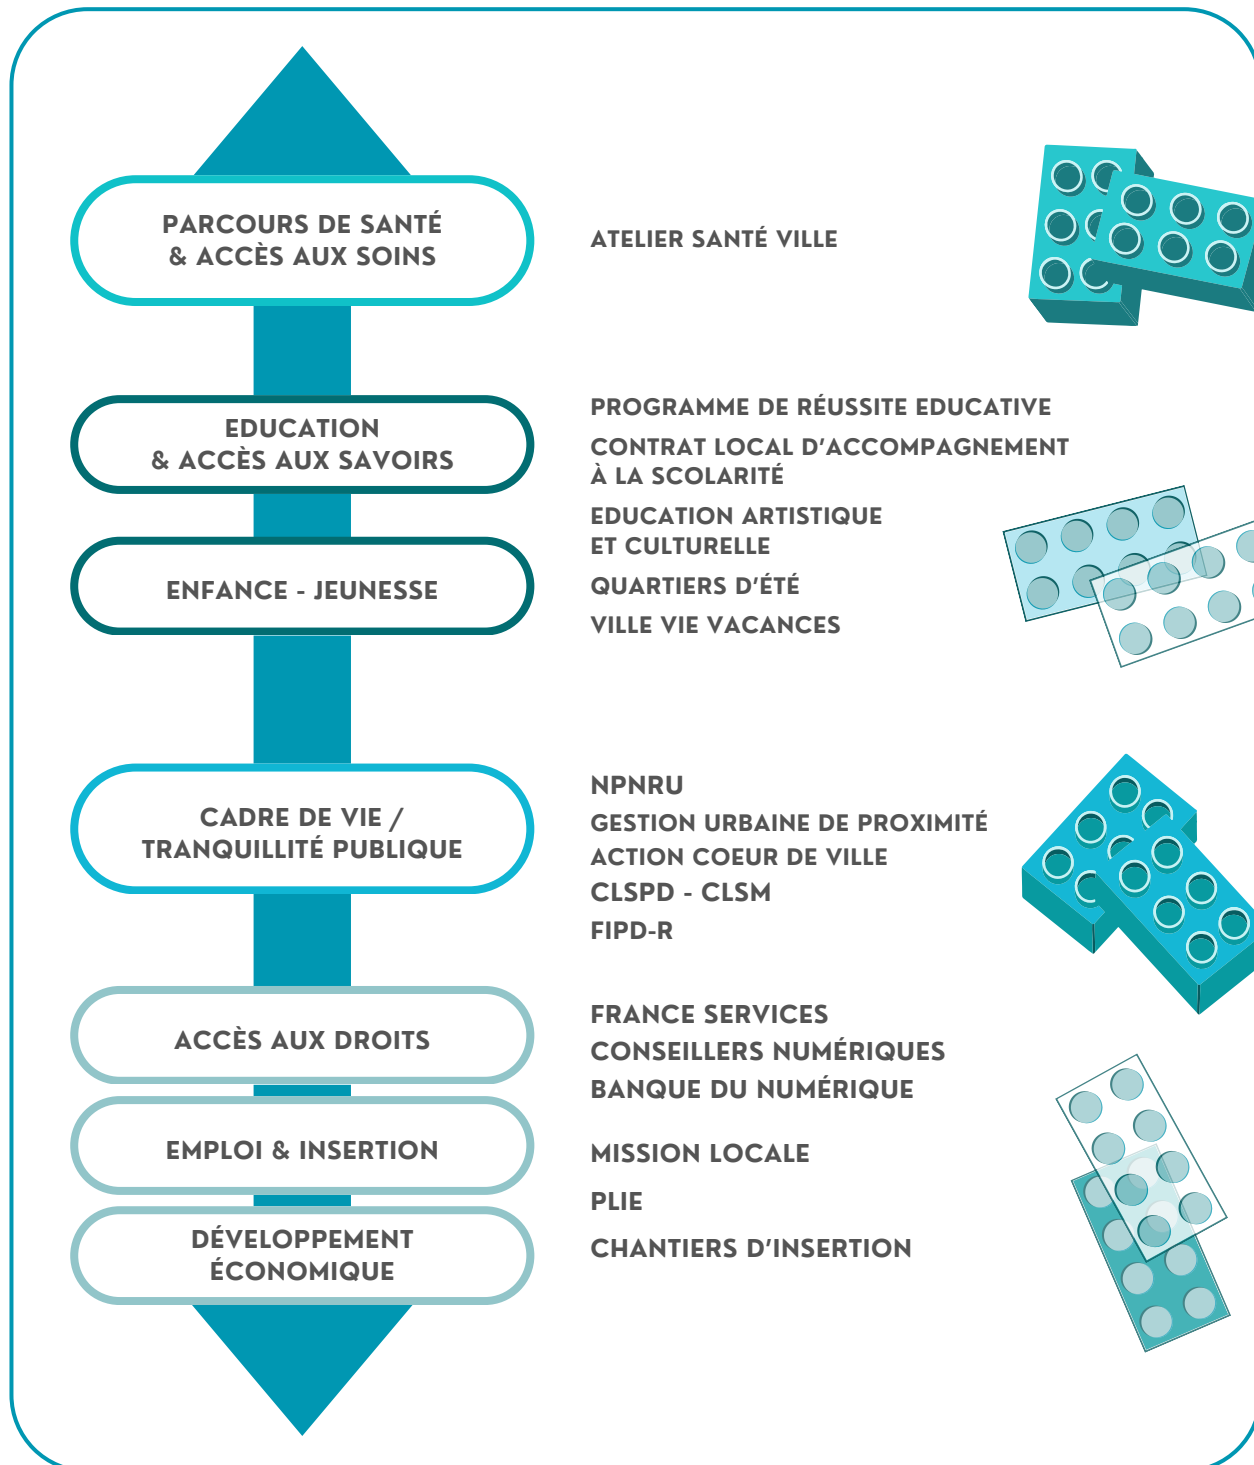 PARCOURS DE SANTÉ
& ACCÈS AUX SOINS
ATELIER SANTÉ VILLE
EDUCATION
& ACCÈS AUX SAVOIRS
ENFANCE - JEUNESSE
PROGRAMME DE RÉUSSITE EDUCATIVE
CONTRAT LOCAL D'ACCOMPAGNEMENT
À LA SCOLARITÉ
EDUCATION ARTISTIQUE
ET CULTURELLE
QUARTIERS D'ÉTÉ
VILLE VIE VACANCES
CADRE DE VIE /
TRANQUILLITÉ PUBLIQUE
NPNRU
GESTION URBAINE DE PROXIMITÉ
ACTION COEUR DE VILLE
CLSPD - CLSM
FIPD-R
ACCÈS AUX DROITS
FRANCE SERVICES
CONSEILLERS NUMÉRIQUES
BANQUE DU NUMÉRIQUE
EMPLOI & INSERTION
MISSION LOCALE
PLIE
DÉVELOPPEMENT
ÉCONOMIQUE
CHANTIERS D'INSERTION